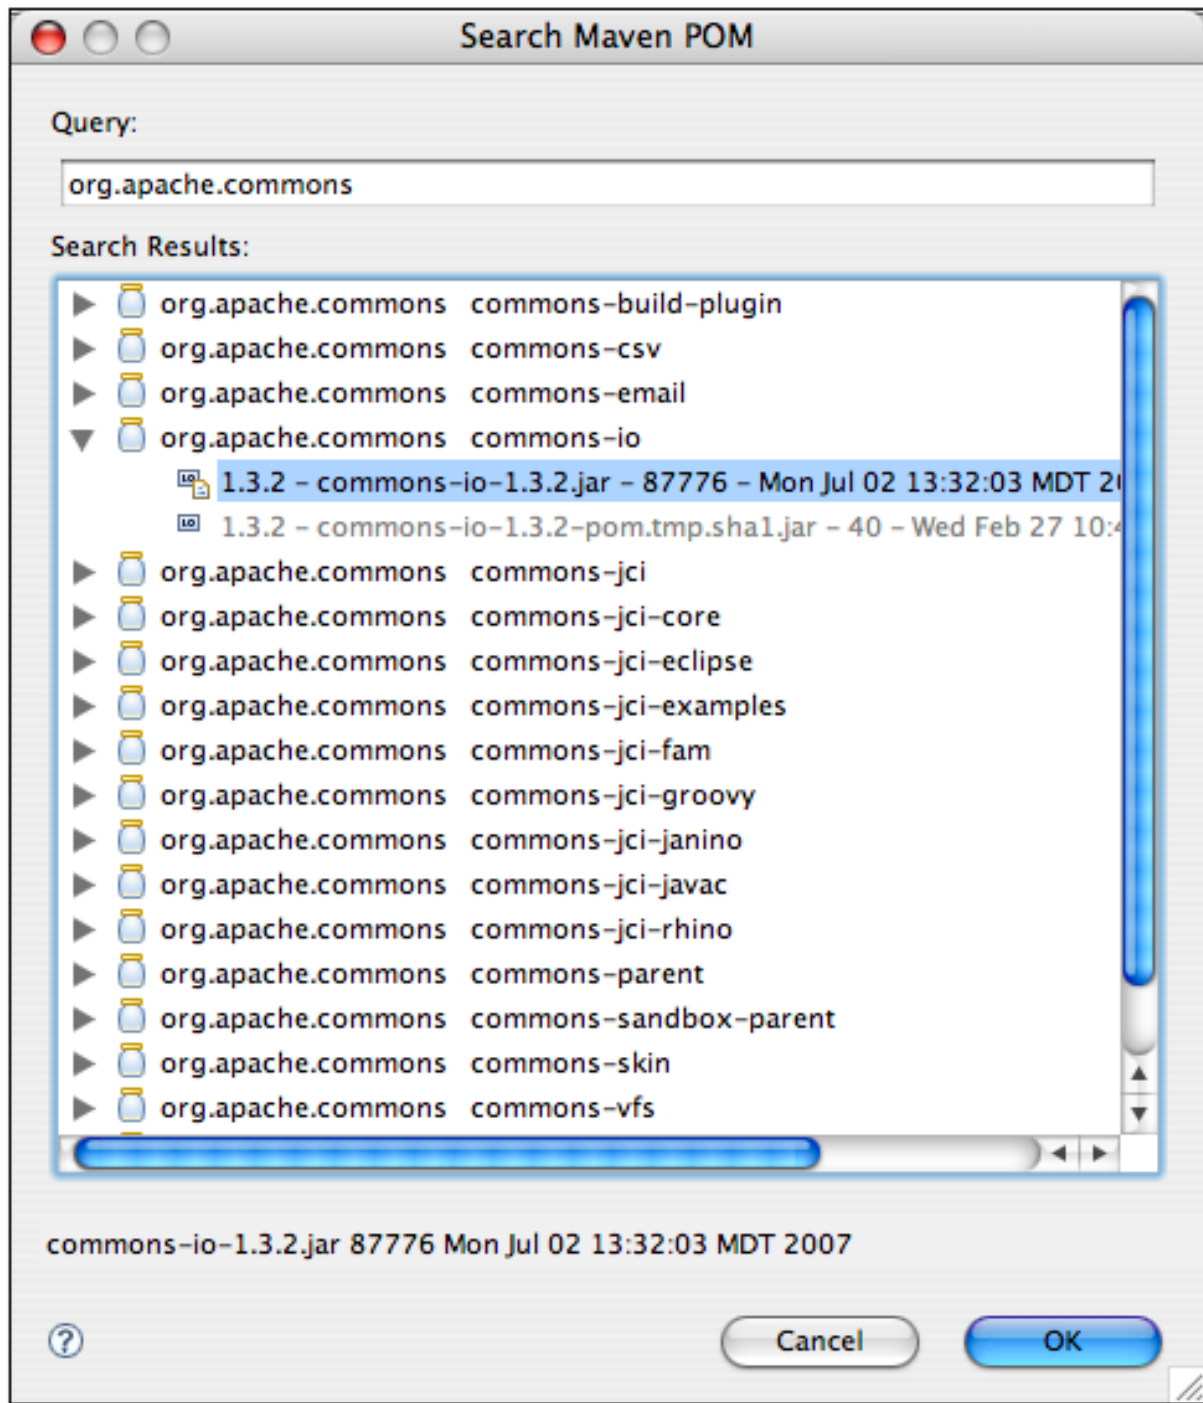 Search Maven POM
Query:
org.apache.commons
Search Results:
org.apache.commons commons-build-plugin
org.apache.commons commons-csv
org.apache.commons commons-email
org.apache.commons commons-io
1.3.2 – commons-io-1.3.2.jar – 87776 – Mon Jul 02 13:32:03 MDT 20
1.3.2 – commons-io-1.3.2-pom.tmp.sha1.jar – 40 – Wed Feb 27 10:4
org.apache.commons commons-jci
org.apache.commons commons-jci-core
org.apache.commons commons-jci-eclipse
org.apache.commons commons-jci-examples
org.apache.commons commons-jci-fam
org.apache.commons commons-jci-groovy
org.apache.commons commons-jci-janino
org.apache.commons commons-jci-javac
org.apache.commons commons-jci-rhino
org.apache.commons commons-parent
org.apache.commons commons-sandbox-parent
org.apache.commons commons-skin
org.apache.commons commons-vfs
commons-io-1.3.2.jar 87776 Mon Jul 02 13:32:03 MDT 2007
? Cancel OK